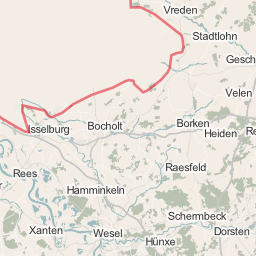 Vreden
Stadtlohn
Gesch
Velen
Isselburg
Bocholt
Borken
Heiden
Re
Raesfeld
Rees
Hamminkeln
Schermbeck
Xanten
Wesel
Hünxe
Dorsten